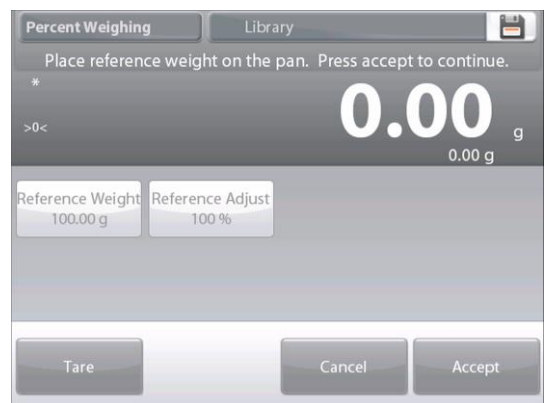 Percent Weighing
Library
Place reference weight on the pan. Press accept to continue.
*
>0<
0.00 g
0.00 g
Reference Weight
100.00 g
Reference Adjust
100 %
Tare
Cancel
Accept